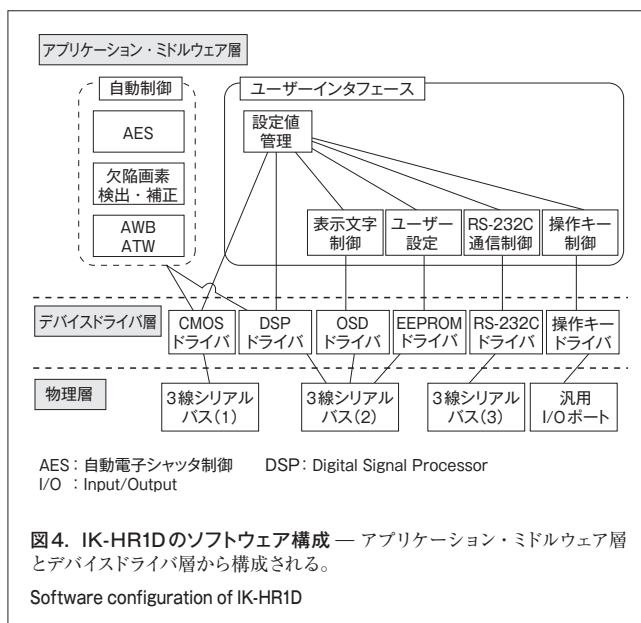 アプリケーション・ミドルウェア層
自動制御
AES
欠陥画素
検出・補正
AWB
ATW
ユーザーインタフェース
設定値
管理
表示文字
制御
ユーザー
設定
RS-232C
通信制御
操作キー
制御
デバイスドライバ層
CMOS
ドライバ
DSP
ドライバ
OSD
ドライバ
EEPROM
ドライバ
RS-232C
ドライバ
操作キー
ドライバ
物理層
3線シリアル
バス(1)
3線シリアル
バス(2)
3線シリアル
バス(3)
汎用
I/Oポート
AES:自動電子シャッタ制御 DSP:Digital Signal Processor
I/O :Input/Output
図4. IK-HR1Dのソフトウェア構成 — アプリケーション・ミドルウェア層
とデバイスドライバ層から構成される。
Software configuration of IK-HR1D